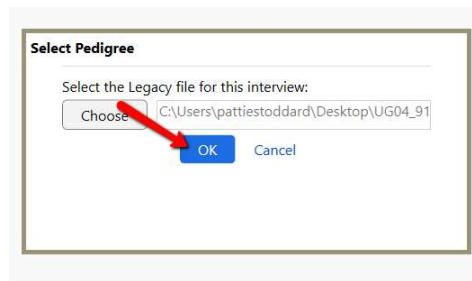 Select Pedigree
Select the Legacy file for this interview:
Choose C:\Users\pattiestoddard\Desktop\UG04_91
OK Cancel